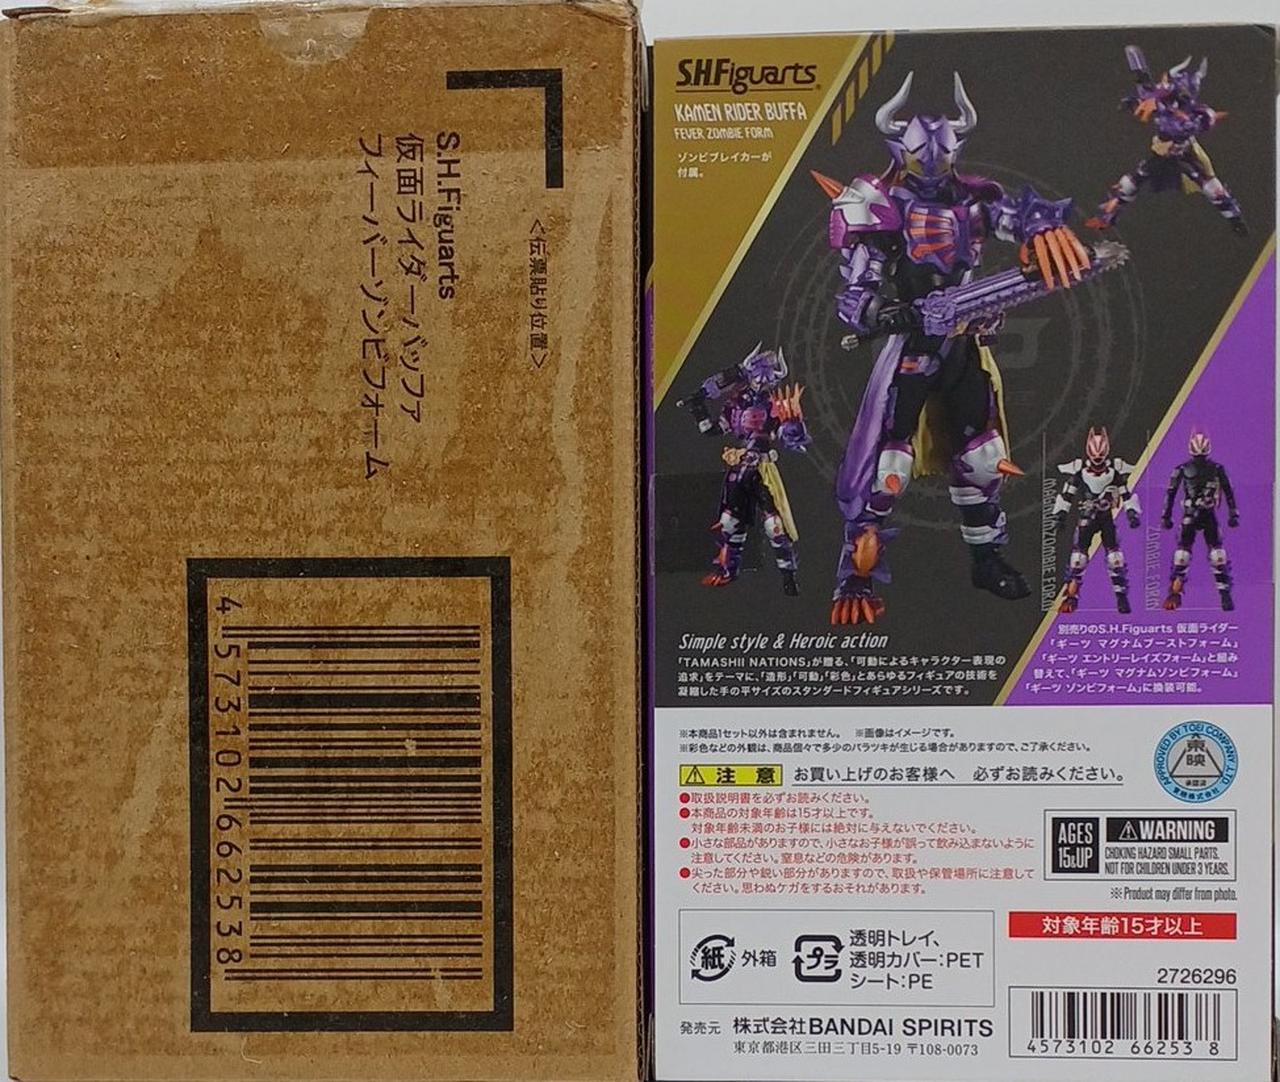 S.H.Figuarts
仮面ライダーバッファ
フィーバーゾンビフォーム
<伝票貼り位置>
4573102662538
S.H.Figuarts
KAMEN RIDER BUFFA
FEVER ZOMBIE FORM
ゾンビブレイカーが
付属。
MAGNUMZOMBIE FORM
ZOMBIE FORM
Simple style & Heroic action
「TAMASHII NATIONS」が贈る、「可動によるキャラクター表現の
追求」をテーマに、「造形」「可動」「彩色」とあらゆるフィギュアの技術を
凝縮した手の平サイズのスタンダードフィギュアシリーズです。
別売りのS.H.Figuarts 仮面ライダー
「ギーツ マグナムブーストフォーム」
「ギーツ エントリーレイズフォーム」と組み
替えて、「ギーツ マグナムゾンビフォーム」
「ギーツ ゾンビフォーム」に換装可能。
※本商品1セット以外は含まれません。 ※画像はイメージです。
※彩色などの外観は、商品個々で多少のバラツキが生じる場合がありますので、ご了承ください。
注意 お買い上げのお客様へ 必ずお読みください。
●取扱説明書を必ずお読みください。
●本商品の対象年齢は15才以上です。
対象年齢未満のお子様には絶対に与えないでください。
●小さな部品がありますので、小さなお子様が誤って飲み込まないように
注意してください。窒息などの危険があります。
●尖った部分や鋭い部分がありますので、取扱や保管場所に注意して
ください。思わぬケガをするおそれがあります。
APPROVED BY TOEI COMPANY, LTD
東映
承認済
東映株式会社
AGES
15&UP
WARNING
CHOKING HAZARD SMALL PARTS.
NOT FOR CHILDREN UNDER 3 YEARS.
※Product may differ from photo.
対象年齢15才以上
紙 外箱
プラ 透明トレイ、
透明カバー:PET
シート:PE
2726296
発売元 株式会社BANDAI SPIRITS
東京都港区三田三丁目5-19 〒108-0073
4573102 66253 8